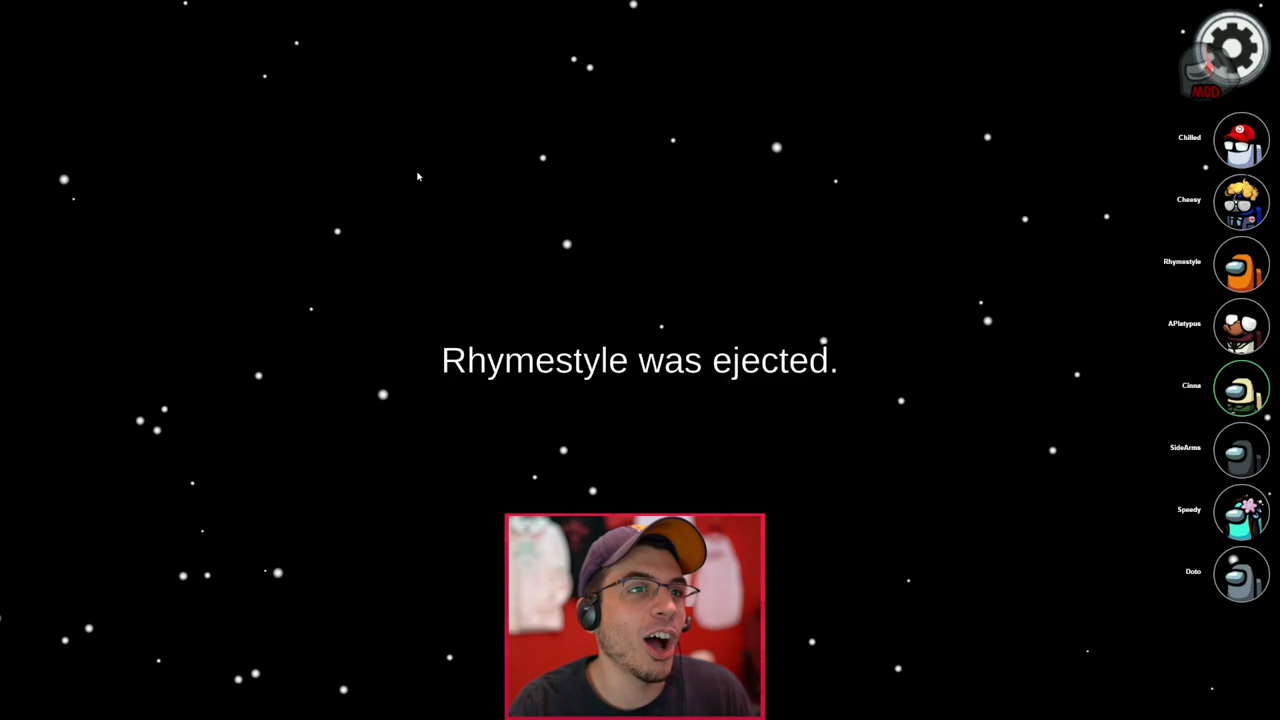 MOD
Chilled
Cheesy
Rhymestyle
APlatypus
Rhymestyle was ejected.
Cinna
SideArms
Speedy
Doto